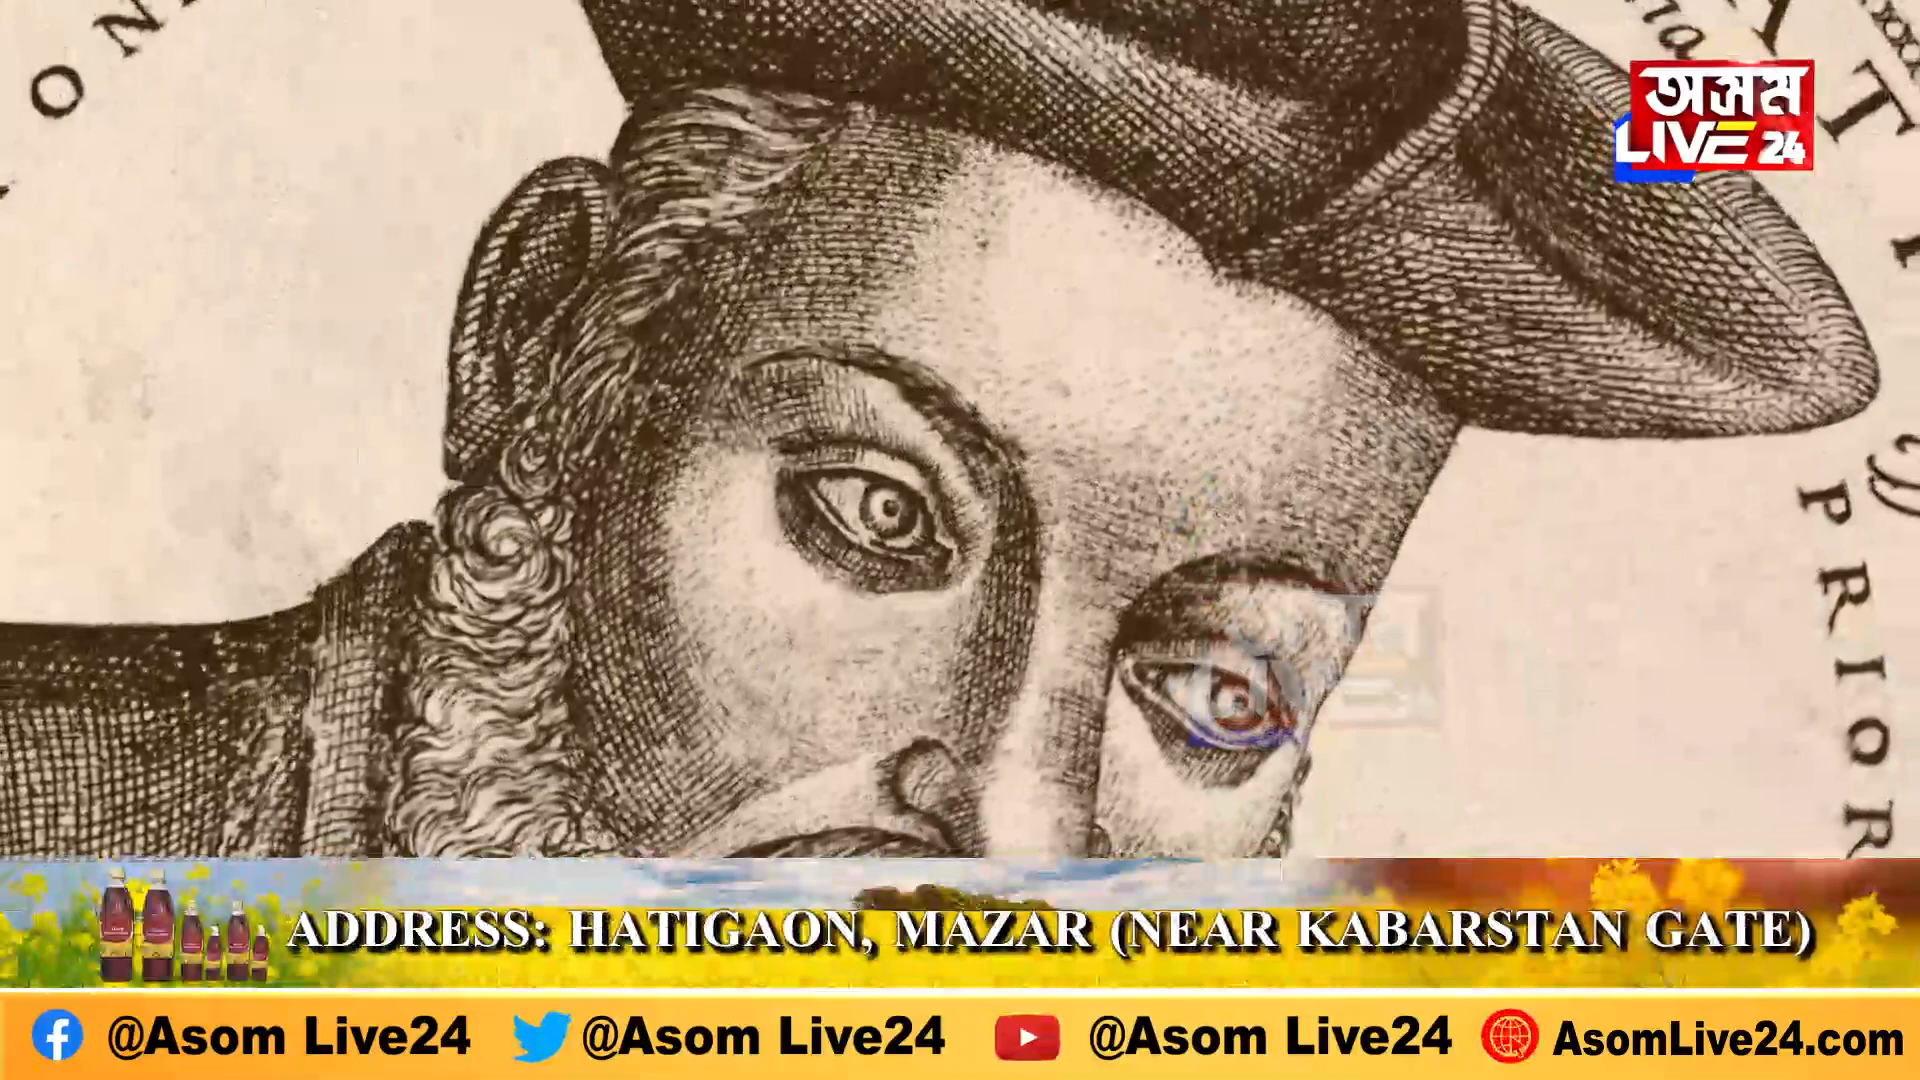 অসম
LIVE 24
PRIOR
ADDRESS: HATIGAON, MAZAR (NEAR KABARSTAN GATE)
@Asom Live24
@Asom Live24
@Asom Live24
AsomLive24.com